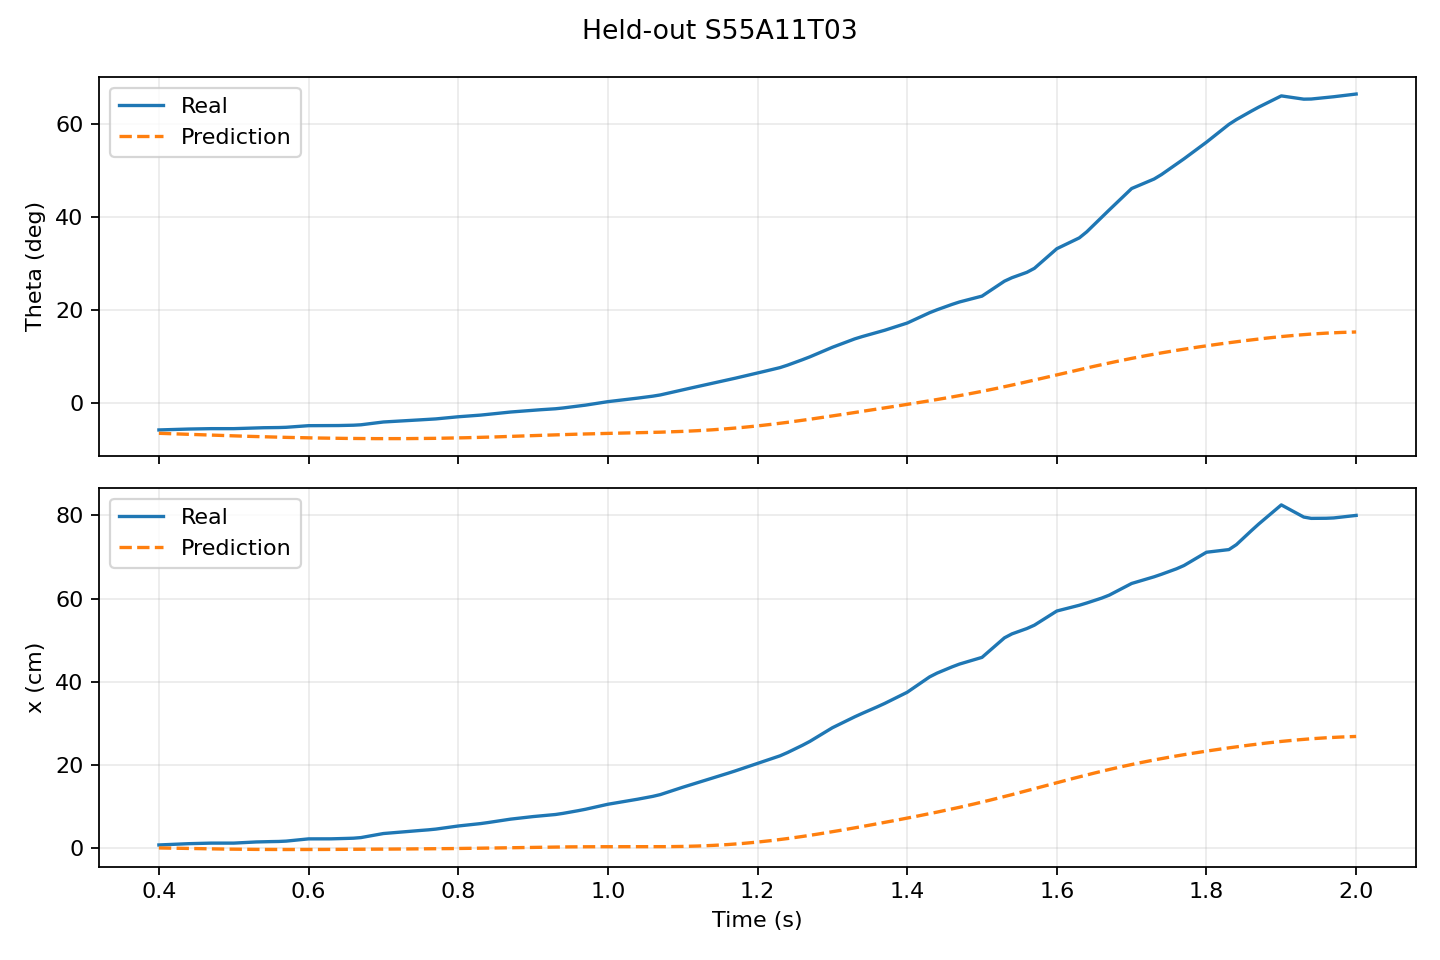 Held-out S55A11T03
Real
Prediction
Theta (deg)
60
40
20
0
Real
Prediction
x (cm)
80
60
40
20
0
0.4 0.6 0.8 1.0 1.2 1.4 1.6 1.8 2.0
Time (s)